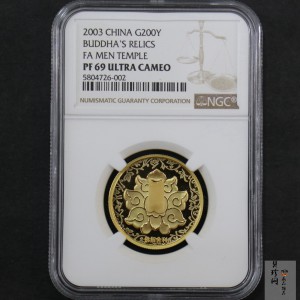 2003 CHINA G200Y
BUDDHA'S RELICS
FA MEN TEMPLE
PF 69 ULTRA CAMEO
5804726-002
NUMISMATIC GUARANTY CORPORATION
NGC